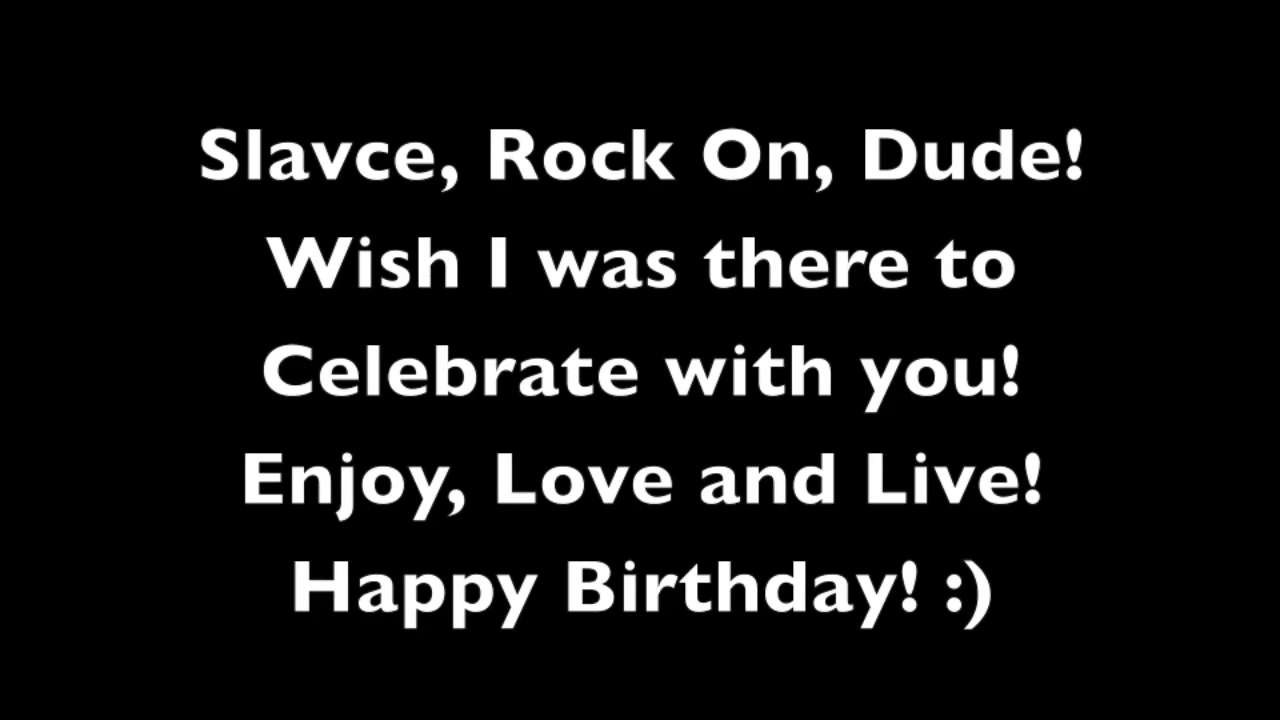 Slavce, Rock On, Dude!
Wish I was there to
Celebrate with you!
Enjoy, Love and Live!
Happy Birthday! :)